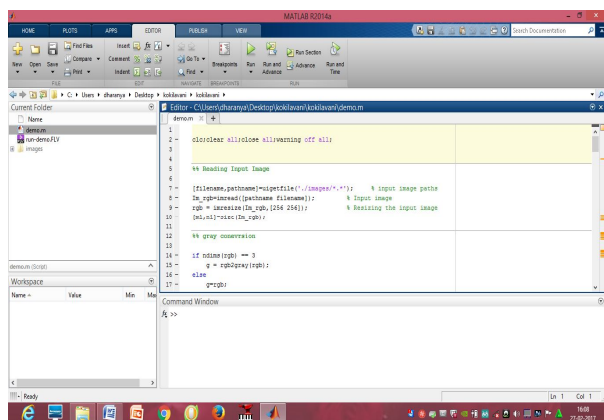 MATLAB R2014a
HOME PLOTS APPS EDITOR PUBLISH VIEW
Search Documentation
New Open Save
Find Files
Compare
Print
Insert fx
Comment
Indent
Go To
Find
Breakpoints
Run
Run and Advance
Run Section
Advance
Run and Time
FILE EDIT NAVIGATE BREAKPOINTS RUN
C: Users dharanya Desktop kokilavani kokilavani
Current Folder
Name
demo.m
run-demo.FLV
images
demo.m (Script)
Workspace
Name Value Min Max
Editor - C:\Users\dharanya\Desktop\kokilavani\kokilavani\demo.m
demo.m
1
2 - clc;clear all;close all;warning off all;
3
4
5 %% Reading Input Image
6
7 - [filename,pathname]=uigetfile('./images/*.*'); % input image paths
8 - Im_rgb=imread([pathname filename]); % Input image
9 - rgb = imresize(Im_rgb,[256 256]); % Resizing the input image
10 - [m1,n1]=size(Im_rgb);
11
12 %% gray conevrsion
13
14 - if ndims(rgb) == 3
15 - g = rgb2gray(rgb);
16 - else
17 - g=rgb;
Command Window
fx >>
Ready
Ln 1 Col 1
16:08
27-02-2017